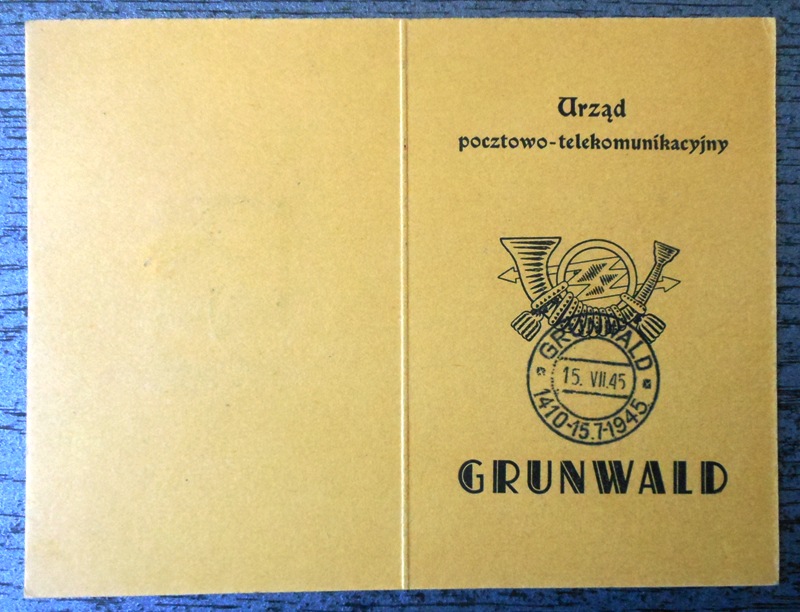 Urząd
pocztowo-telekomunikacyjny
GRUNWALD
15. VII.45
1410-15.7-1945
GRUNWALD